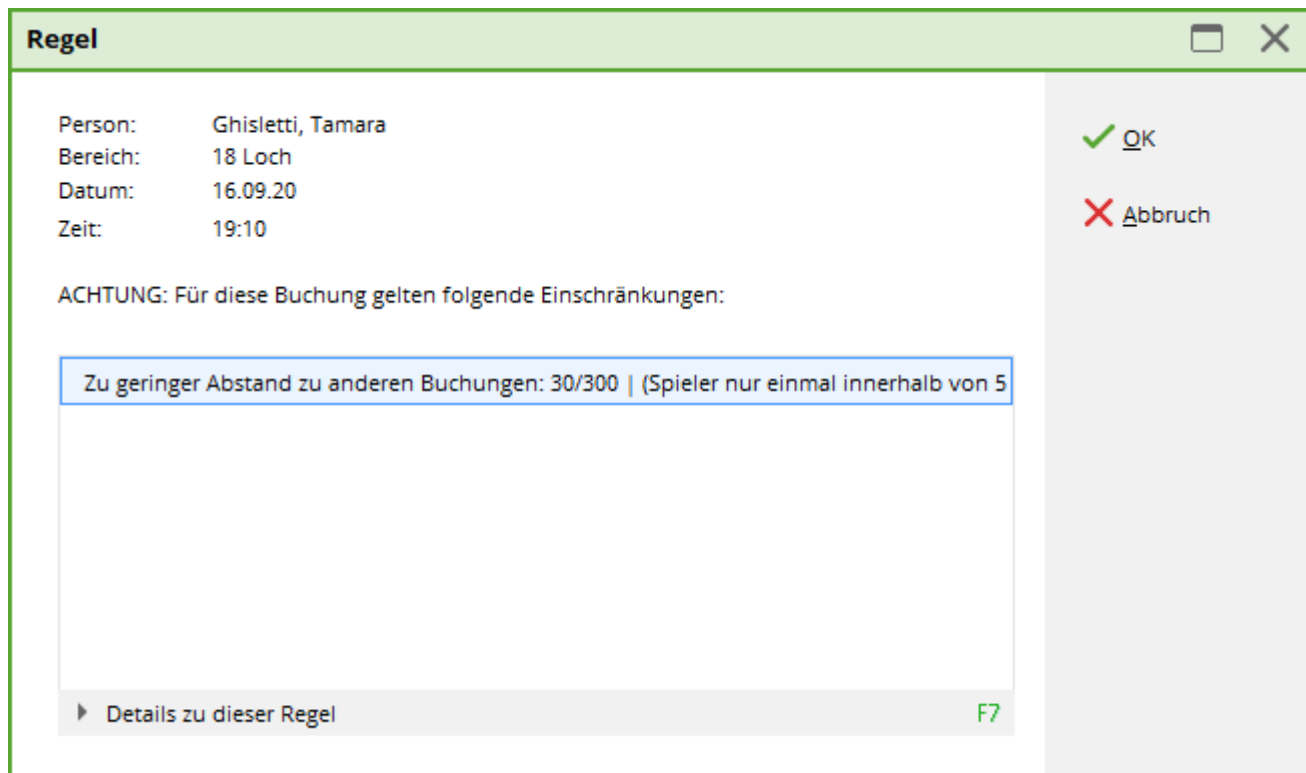 Regel
Person: Ghisletti, Tamara
Bereich: 18 Loch
Datum: 16.09.20
Zeit: 19:10
OK
Abbruch
ACHTUNG: Für diese Buchung gelten folgende Einschränkungen:
Zu geringer Abstand zu anderen Buchungen: 30/300 | (Spieler nur einmal innerhalb von 5
Details zu dieser Regel F7